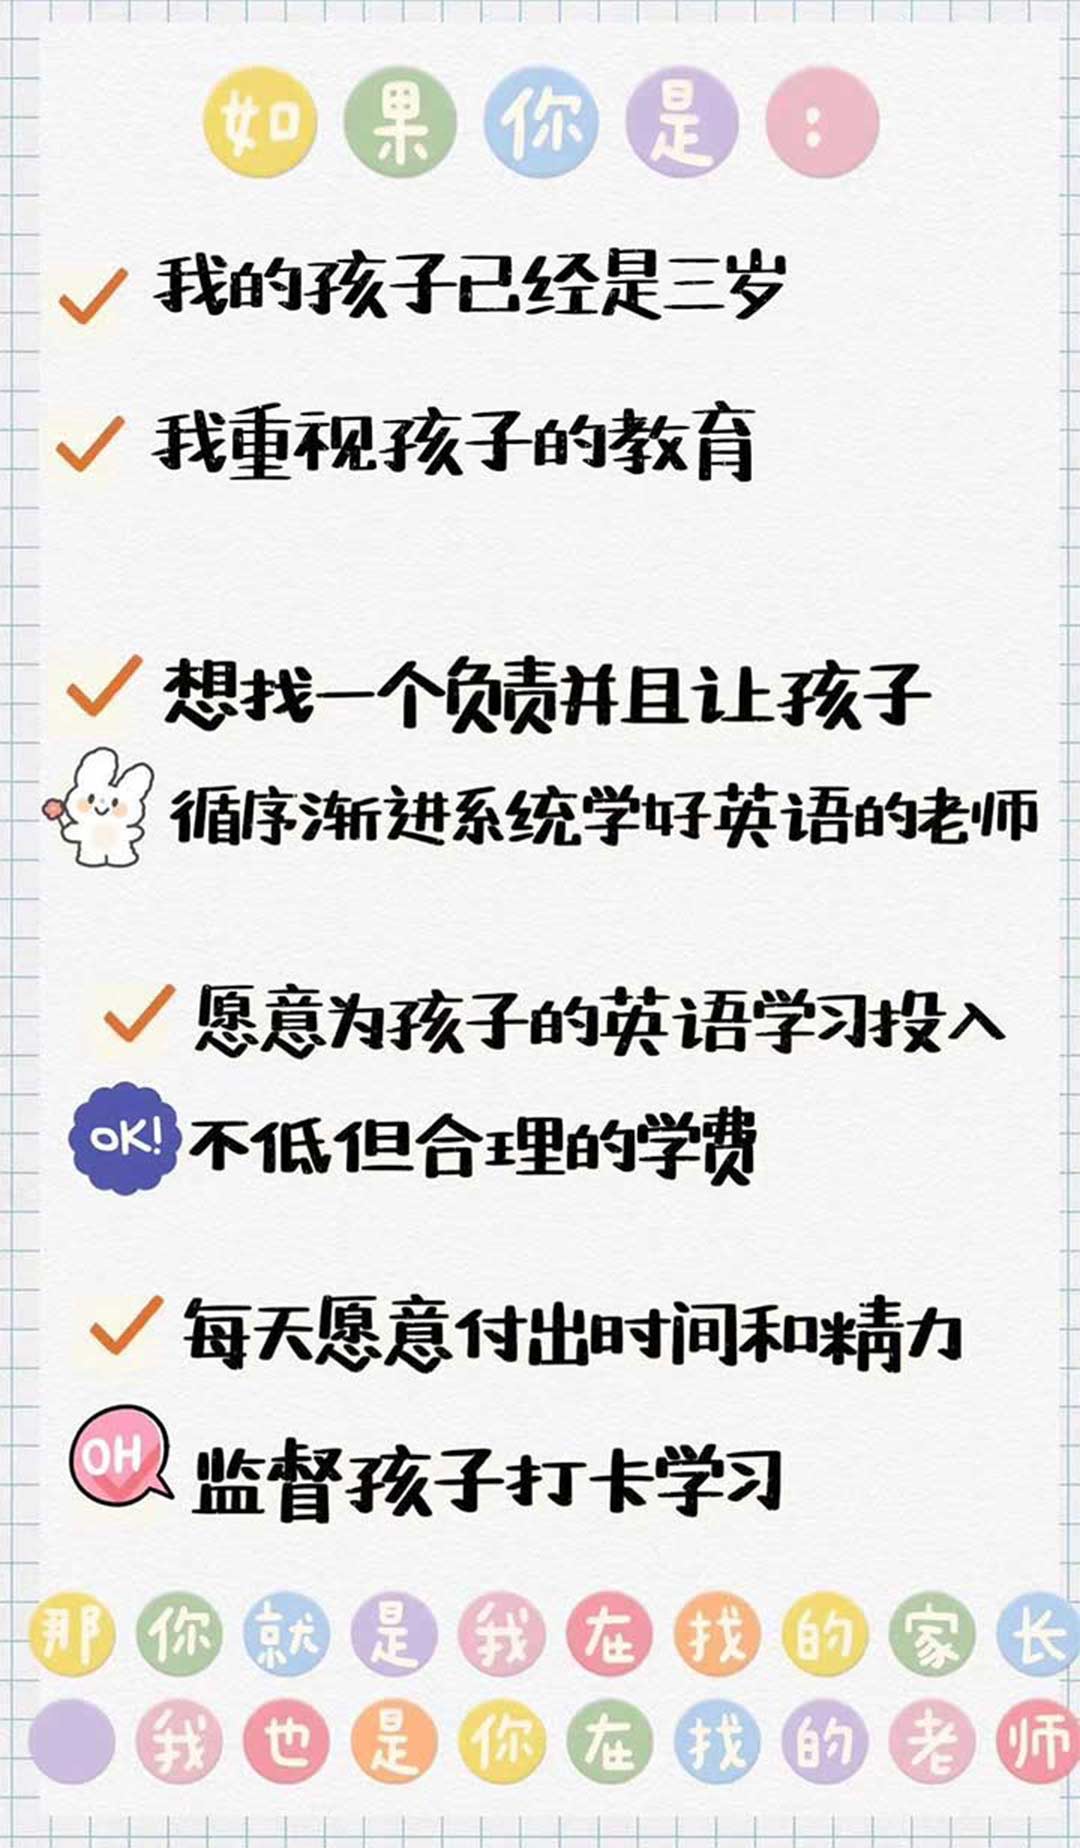 如果你是:
我的孩子已经是三岁
我重视孩子的教育
想找一个负责并且让孩子
循序渐进系统学好英语的老师
愿意为孩子的英语学习投入
OK!
不低但合理的学费
每天愿意付出时间和精力
OH
监督孩子打卡学习
那你就是我在找的家长
我也是你在找的老师